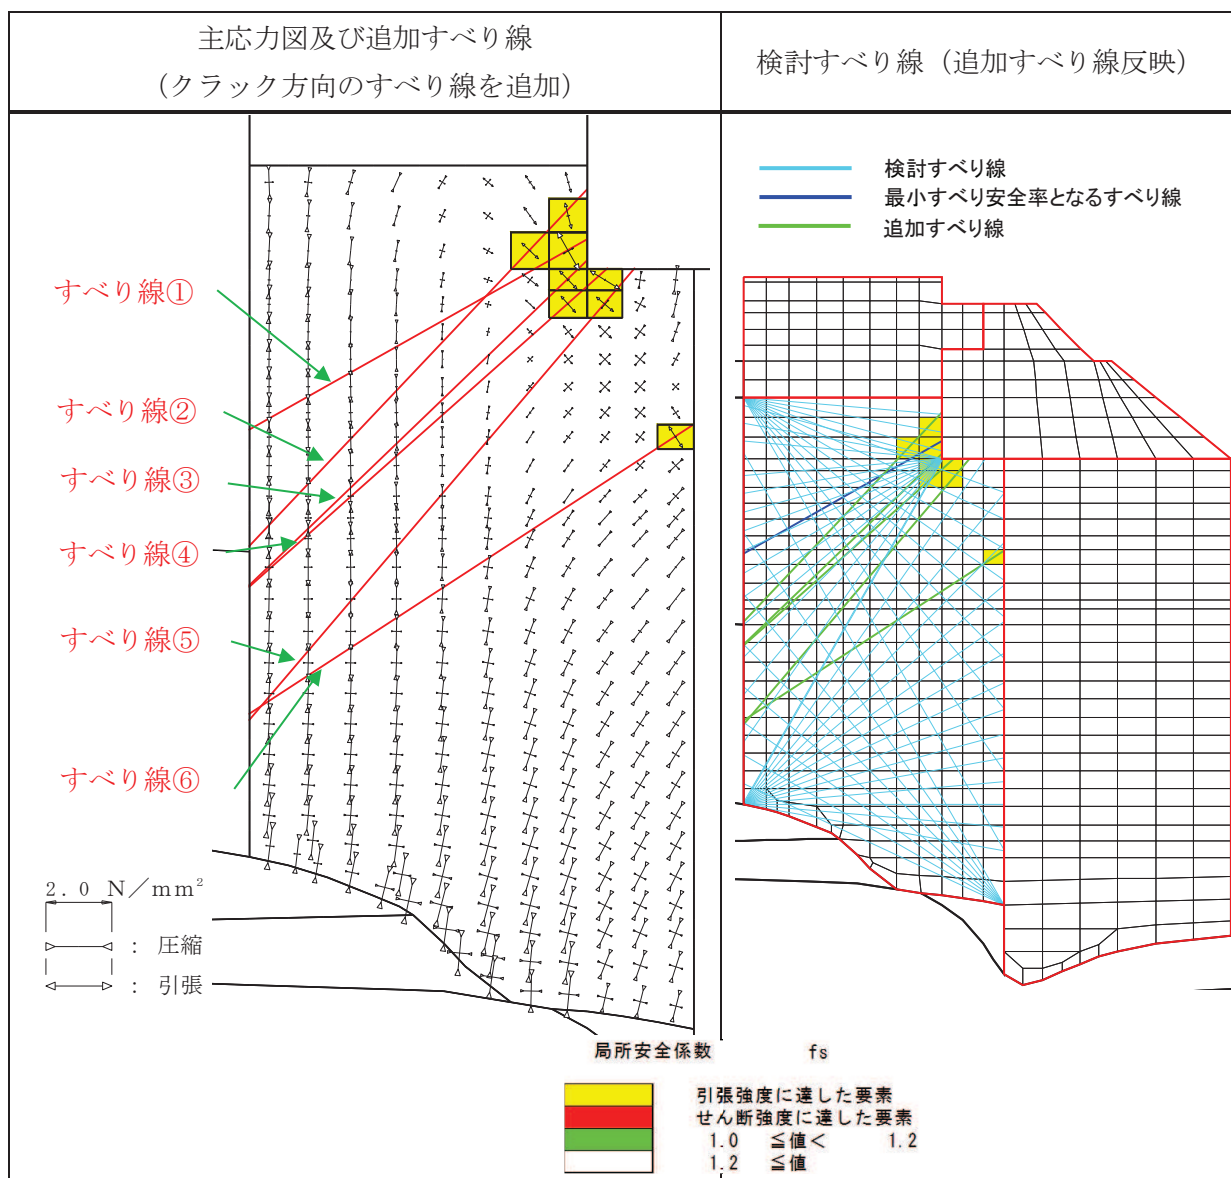 主応力図及び追加すべり線
(クラック方向のすべり線を追加)
検討すべり線（追加すべり線反映）
すべり線①
すべり線②
すべり線③
すべり線④
すべり線⑤
すべり線⑥
2.0 N／mm²
： 圧縮
： 引張
検討すべり線
最小すべり安全率となるすべり線
追加すべり線
局所安全係数 fs
引張強度に達した要素
せん断強度に達した要素
1.0 ≦値＜ 1.2
1.2 ≦値